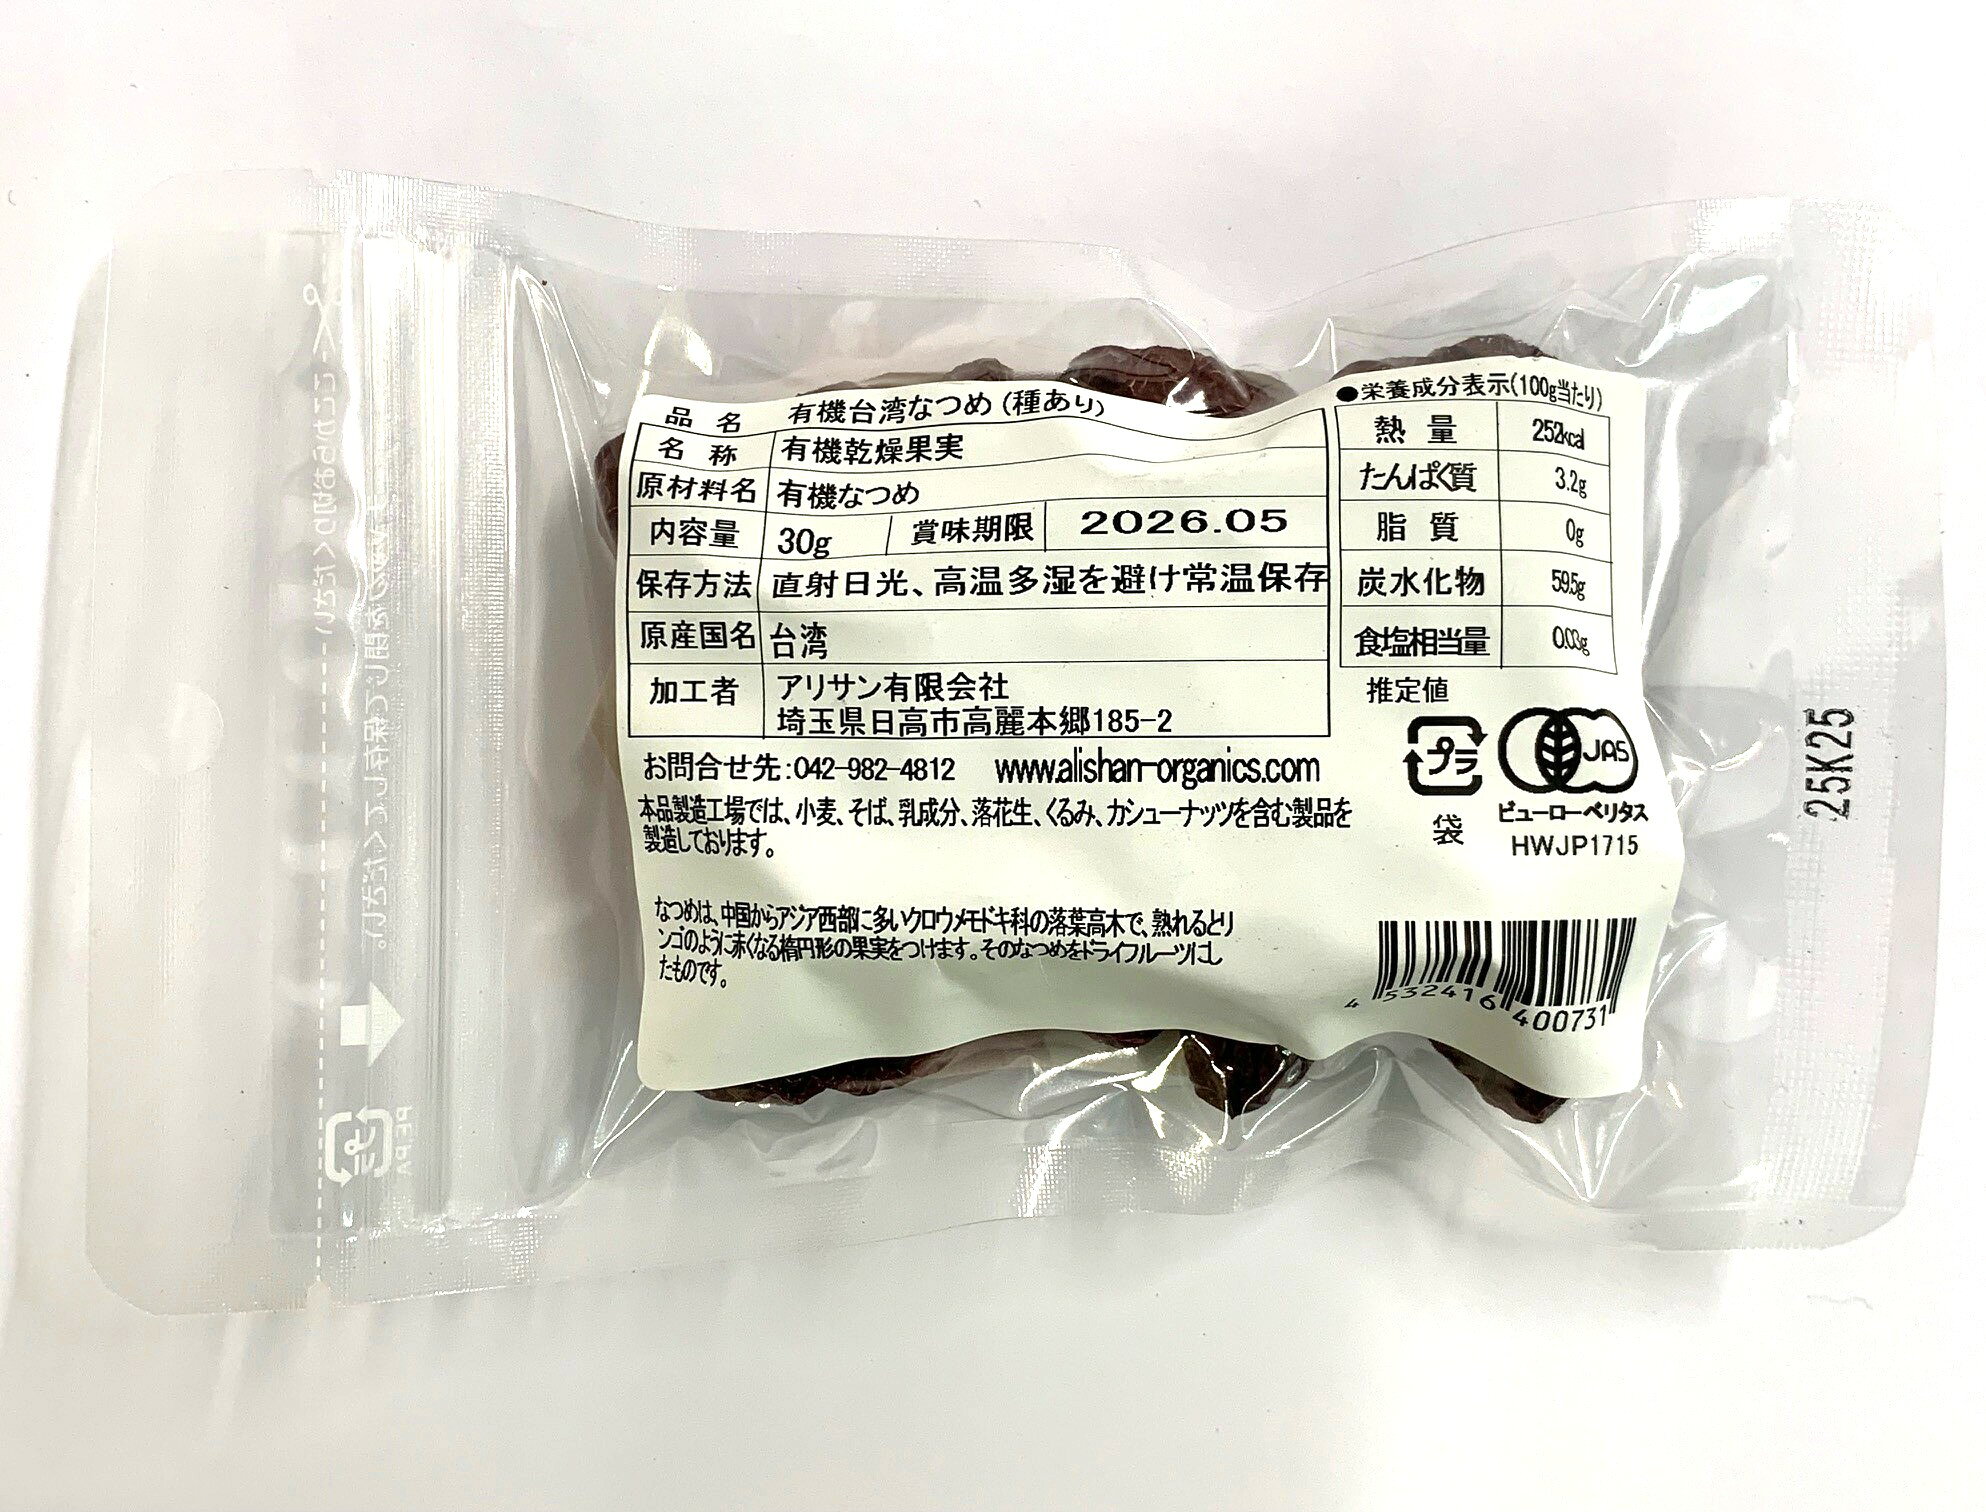 品名 有機台湾なつめ(種あり)
名称 有機乾燥果実
原材料名 有機なつめ
内容量 30g 賞味期限 2026.05
保存方法 直射日光、高温多湿を避け常温保存
原産国名 台湾
加工者 アリサン有限会社
埼玉県日高市高麗本郷185-2
お問合せ先:042-982-4812 www.alishan-organics.com
本品製造工場では、小麦、そば、乳成分、落花生、くるみ、カシューナッツを含む製品を
製造しております。
なつめは、中国からアジア西部に多いクロウメモドキ科の落葉高木で、熟れるとリ
ンゴのように赤くなる楕円形の果実をつけます。そのなつめをドライフルーツにし
たものです。
●栄養成分表示(100g当たり)
熱量 252kcal
たんぱく質 3.2g
脂質 0g
炭水化物 59.5g
食塩相当量 0.03g
推定値
プラ
袋
JAS
ビューローベリタス
HWJP1715
4 532416 400731
25K25
プラ
PE,PA